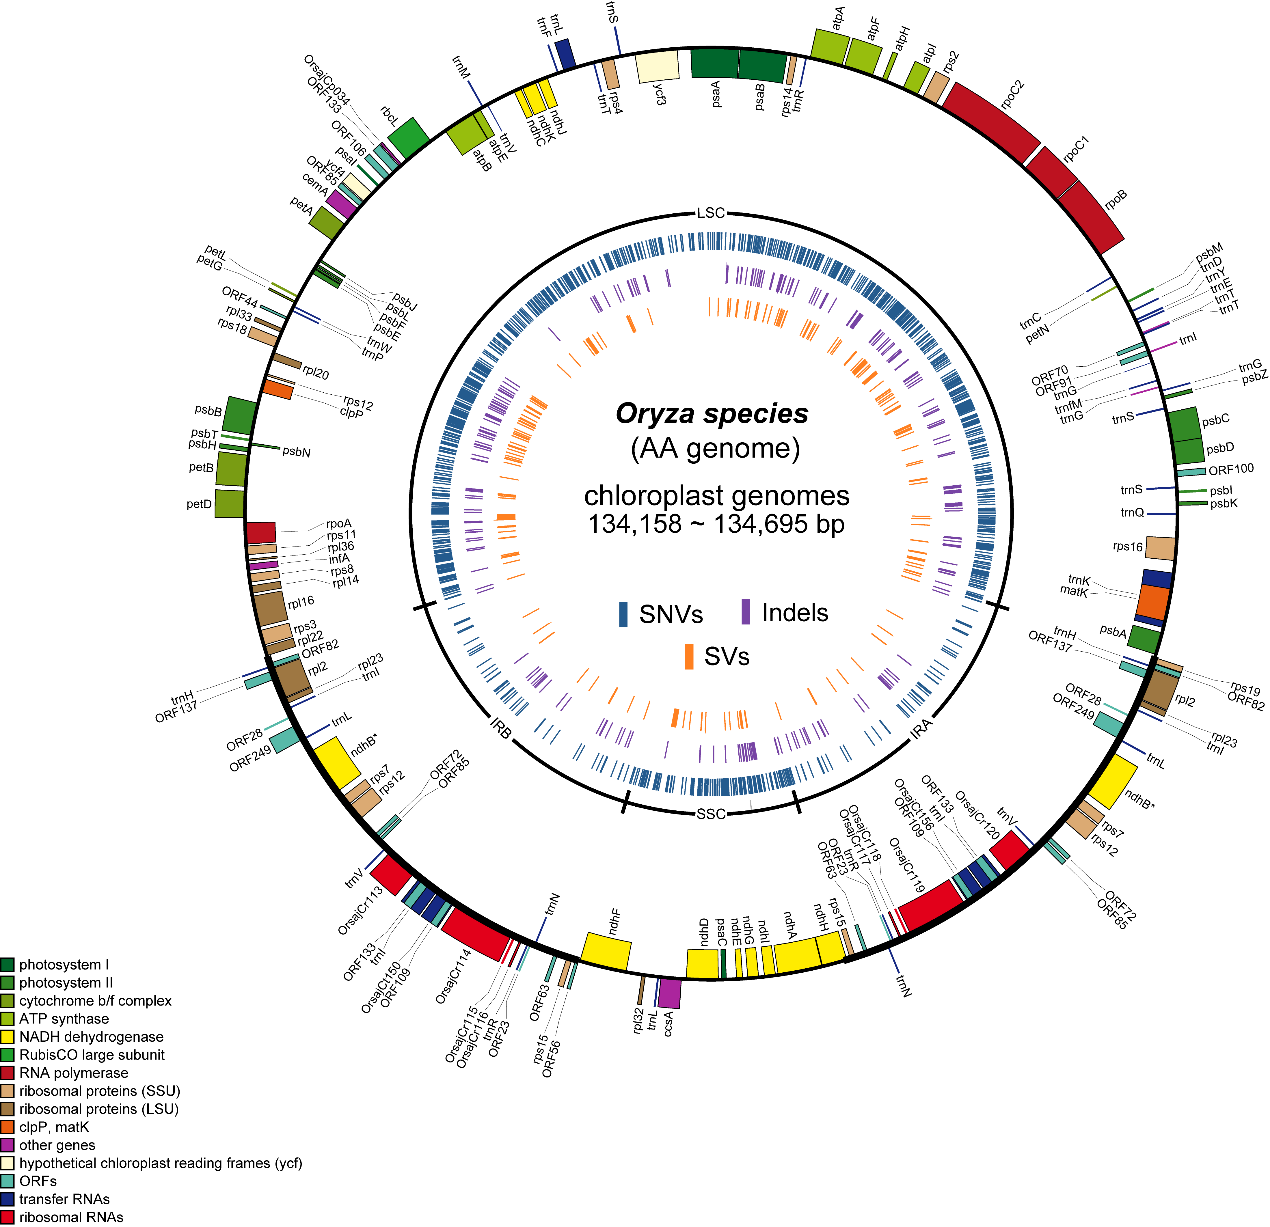 trnS
trnL
trnF
trnT
rps4
ycf3
psaA
psaB
rps14
trnR
atpA
atpF
atpH
atpI
rps2
rpoC2
rpoC1
rpoB
psbM
trnD
trnY
trnE
trnT
trnT
trnI
trnC
petN
ORF70
ORF91
trnG
trnfM
trnG
trnG
psbZ
trnS
psbC
psbD
ORF100
trnS
psbI
psbK
trnQ
rps16
trnK
matK
psbA
trnH
ORF137
rps19
ORF82
rpl2
ORF28
ORF249
rpl23
trnI
trnL
ndhB*
rps7
rps12
ORF72
ORF85
trnV
OrsajCr120
ORF133
trnI
OrsajCt156
ORF109
OrsajCr119
OrsajCr118
OrsajCr117
trnR
ORF23
ORF63
trnN
rps15
ndhH
ndhA
ndhI
ndhG
ndhE
psaC
ndhD
ccsA
trnL
rpl32
ndhF
trnN
ORF56
rps15
ORF63
ORF23
trnR
OrsajCr116
OrsajCr115
OrsajCr114
ORF109
OrsajCt150
trnI
ORF133
OrsajCr113
trnV
ORF72
ORF85
rps12
rps7
ndhB*
trnL
ORF249
ORF28
ORF137
trnH
rpl23
trnI
rpl2
ORF82
rpl22
rps3
rpl16
rpl14
rps8
infA
rpl36
rps11
rpoA
petD
petB
psbN
psbH
psbT
psbB
clpP
rps12
rpl20
rps18
rpl33
ORF44
trnP
trnW
petG
petL
psbE
psbF
psbL
psbJ
petA
cemA
ORF85
ycf4
psaI
ORF106
ORF133
OrsajCp034
rbcL
atpB
atpE
trnV
trnM
ndhC
ndhK
ndhJ
LSC
IRA
SSC
IRB
Oryza species
(AA genome)
chloroplast genomes
134,158 ~ 134,695 bp
SNVs
Indels
SVs
photosystem I
photosystem II
cytochrome b/f complex
ATP synthase
NADH dehydrogenase
RubisCO large subunit
RNA polymerase
ribosomal proteins (SSU)
ribosomal proteins (LSU)
clpP, matK
other genes
hypothetical chloroplast reading frames (ycf)
ORFs
transfer RNAs
ribosomal RNAs